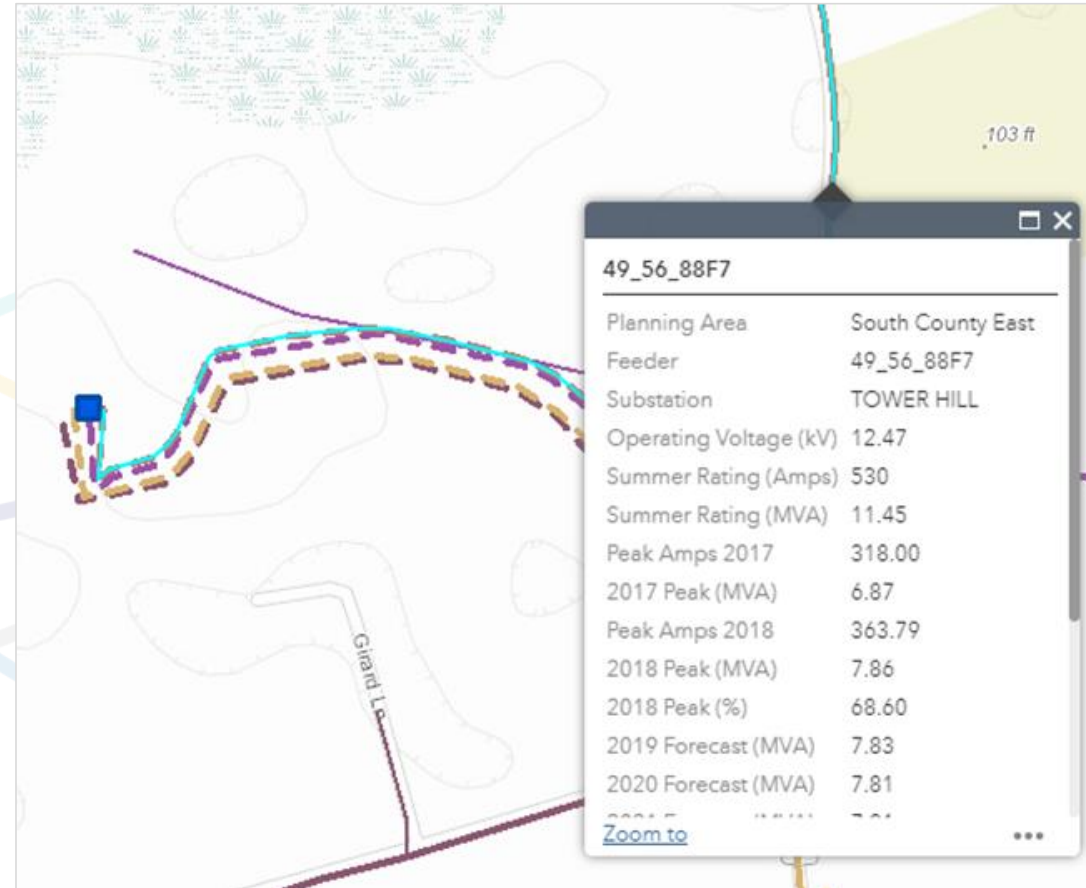 103 ft
49_56_88F7
Planning Area South County East
Feeder 49_56_88F7
Substation TOWER HILL
Operating Voltage (kV) 12.47
Summer Rating (Amps) 530
Summer Rating (MVA) 11.45
Peak Amps 2017 318.00
2017 Peak (MVA) 6.87
Peak Amps 2018 363.79
2018 Peak (MVA) 7.86
2018 Peak (%) 68.60
2019 Forecast (MVA) 7.83
2020 Forecast (MVA) 7.81
Zoom to
Girard Ln